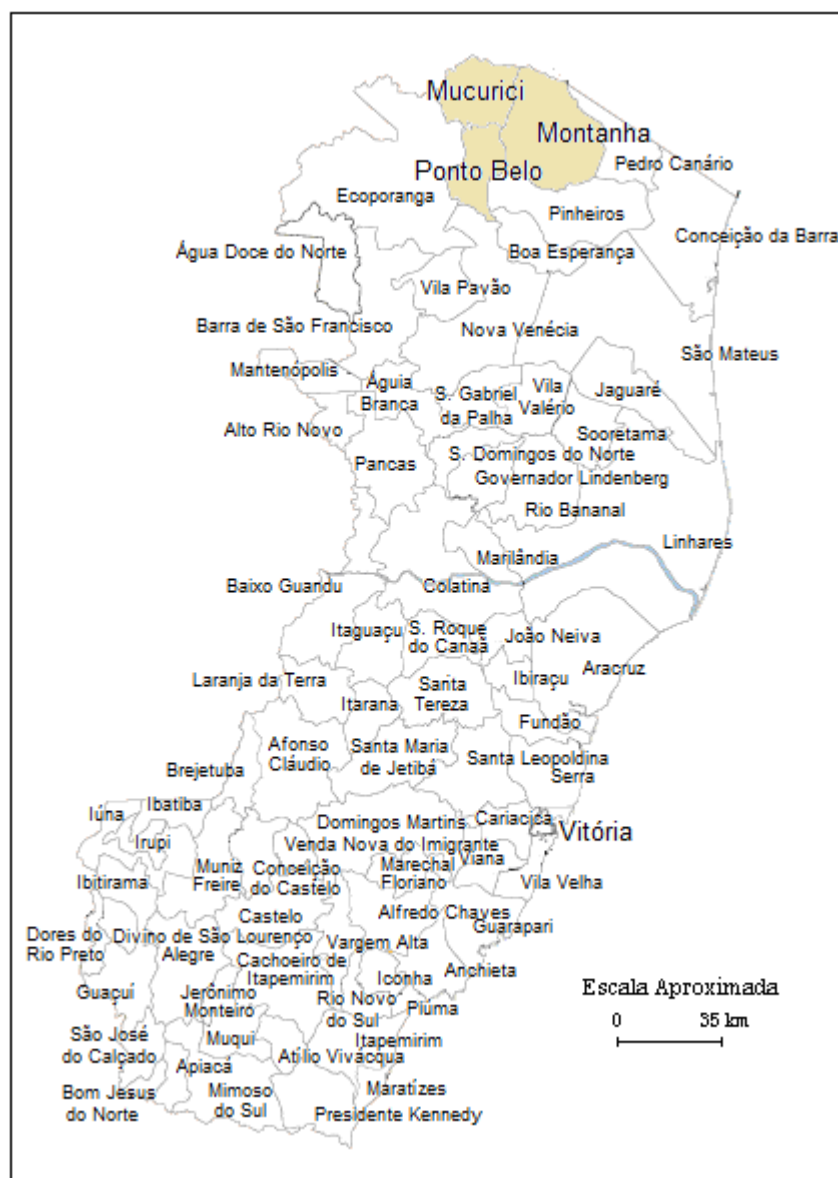 Mucurici
Montanha
Pedro Canário
Ponto Belo
Ecoporanga
Pinheiros
Conceição da Barra
Água Doce do Norte
Boa Esperança
Vila Pavão
Barra de São Francisco
Nova Venécia
São Mateus
Mantenópolis
Águia
Branca
S. Gabriel
da Palha
Vila
Valério
Jaguaré
Alto Rio Novo
Sooretama
Pancas
S. Domingos do Norte
Governador Lindenberg
Rio Bananal
Linhares
Marilândia
Baixo Guandu
Colatina
Itaguaçu
S. Roque
do Canaã
João Neiva
Aracruz
Laranja da Terra
Ibiraçu
Itarana
Santa
Tereza
Fundão
Afonso
Cláudio
Santa Maria
de Jetibá
Santa Leopoldina
Serra
Brejetuba
Ibatiba
Iúna
Irupi
Domingos Martins
Cariacica
Vitória
Venda Nova do Imigrante
Viana
Muniz
Freire
Conceição
do Castelo
Marechal
Floriano
Ibitirama
Vila Velha
Castelo
Alfredo Chaves
Guarapari
Dores do
Rio Preto
Divino de São Lourenço
Vargem Alta
Alegre
Cachoeiro de
Itapemirim
Iconha
Anchieta
Guaçuí
Jerônimo
Monteiro
Rio Novo
do Sul
Piuma
Escala Aproximada
0 35 km
São José
do Calçado
Muqui
Itapemirim
Atílio Vivácqua
Apiacá
Bom Jesus
do Norte
Mimoso
do Sul
Maratízes
Presidente Kennedy